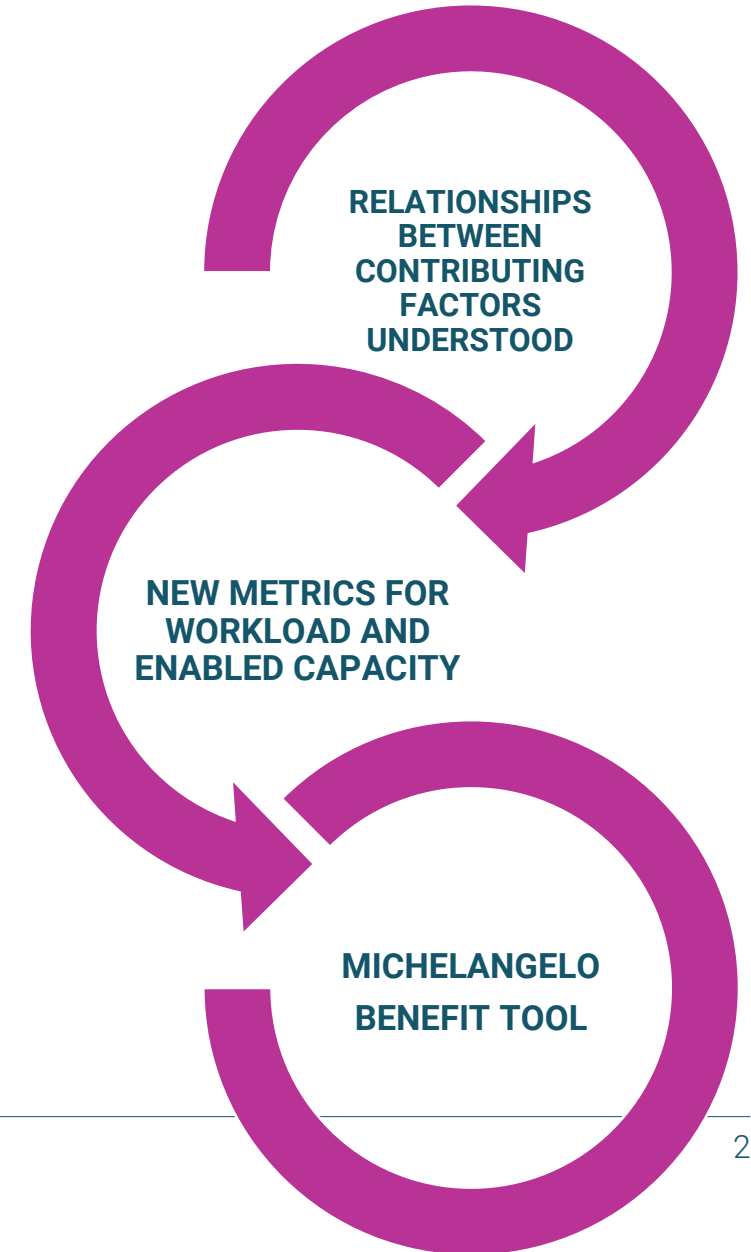 RELATIONSHIPS
BETWEEN
CONTRIBUTING
FACTORS
UNDERSTOOD
NEW METRICS FOR
WORKLOAD AND
ENABLED CAPACITY
MICHELANGELO
BENEFIT TOOL
2